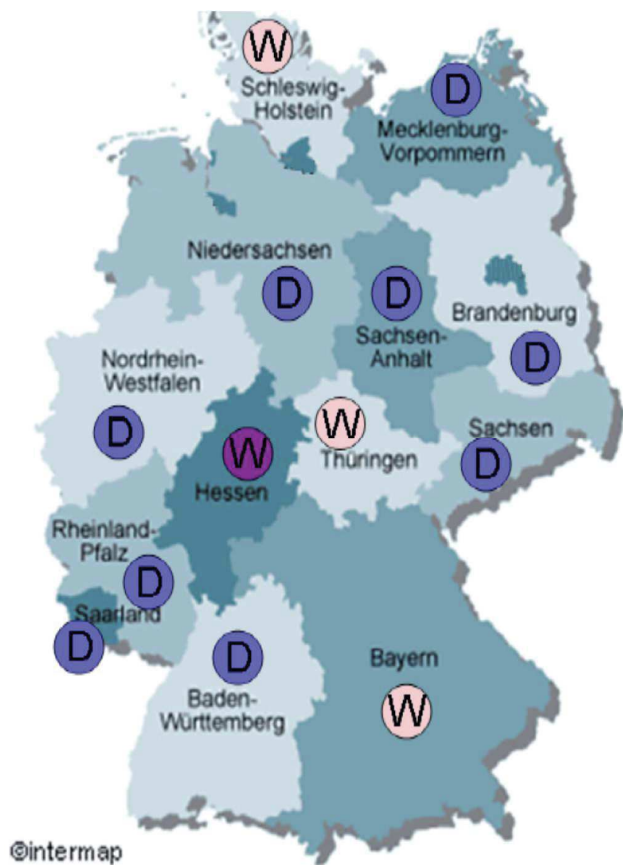 W
Schleswig-
Holstein
D
Mecklenburg-
Vorpommern
Niedersachsen
D
D
Sachsen-
Anhalt
Brandenburg
D
Nordrhein-
Westfalen
D
W
Hessen
W
Thüringen
Sachsen
D
Rheinland-
Pfalz
D
Saarland
D
D
Baden-
Württemberg
Bayern
W
©intermap